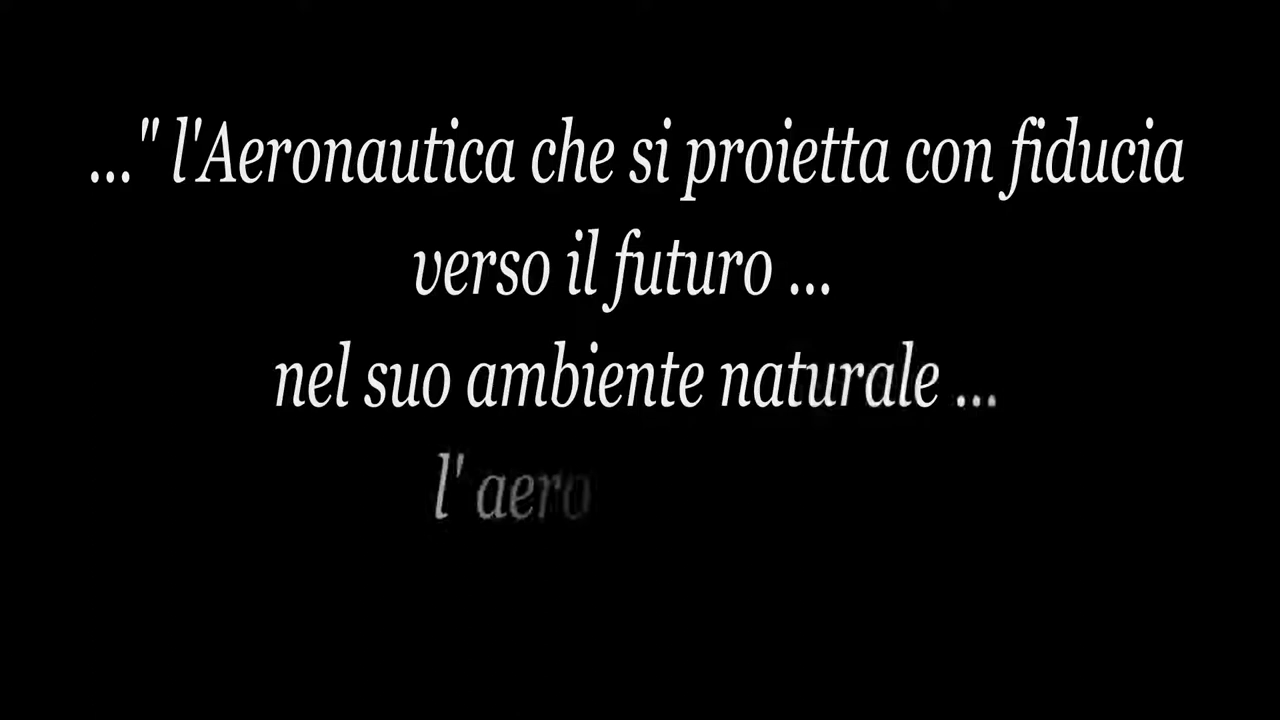 ..." l'Aeronautica che si proietta con fiducia
verso il futuro ...
nel suo ambiente naturale ...
l' aero